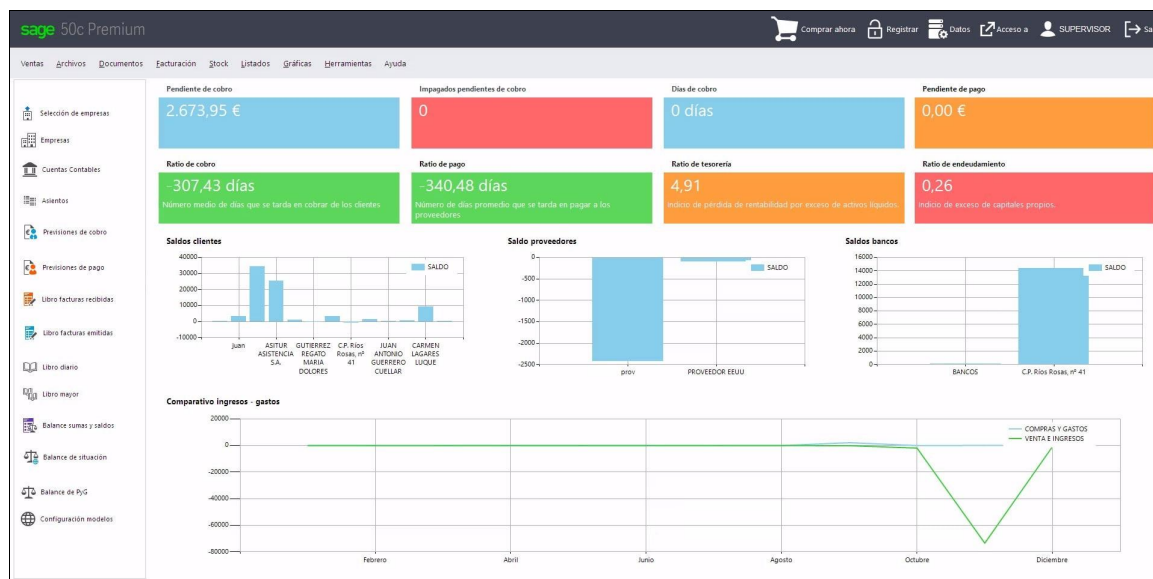 sage 50c Premium
Comprar ahora
Registrar
Datos
Acceso a
SUPERVISOR
Sa
Ventas Archivos Documentos Facturación Stock Listados Gráficas Herramientas Ayuda
Selección de empresas
Empresas
Cuentas Contables
Asientos
Previsiones de cobro
Previsiones de pago
Libro facturas recibidas
Libro facturas emitidas
Libro diario
Libro mayor
Balance sumas y saldos
Balance de situación
Balance de PyG
Configuración modelos
Pendiente de cobro
2.673,95 €
Impagados pendientes de cobro
0
Días de cobro
0 días
Pendiente de pago
0,00 €
Ratio de cobro
-307,43 días
Número medio de días que se tarda en cobrar de los clientes
Ratio de pago
-340,48 días
Número de días promedio que se tarda en pagar a los
proveedores
Ratio de tesorería
4,91
Indicio de pérdida de rentabilidad por exceso de activos líquidos.
Ratio de endeudamiento
0,26
Indicio de exceso de capitales propios.
Saldos clientes
40000
30000
20000
10000
0
-10000
SALDO
Juan
ASITUR
ASISTENCIA
S.A.
GUTIERREZ
REGATO
MARIA
DOLORES
C.P. Ríos
Rosas, nº
41
JUAN
ANTONIO
GUERRERO
CUELLAR
CARMEN
LAGARES
LUQUE
Saldo proveedores
0
-500
-1000
-1500
-2000
-2500
SALDO
prov
PROVEEDOR EEUU
Saldos bancos
16000
14000
12000
10000
8000
6000
4000
2000
0
SALDO
BANCOS
C.P. Ríos Rosas, nº 41
Comparativo ingresos - gastos
20000
0
-20000
-40000
-60000
-80000
COMPRAS Y GASTOS
VENTA E INGRESOS
Febrero
Abril
Junio
Agosto
Octubre
Diciembre